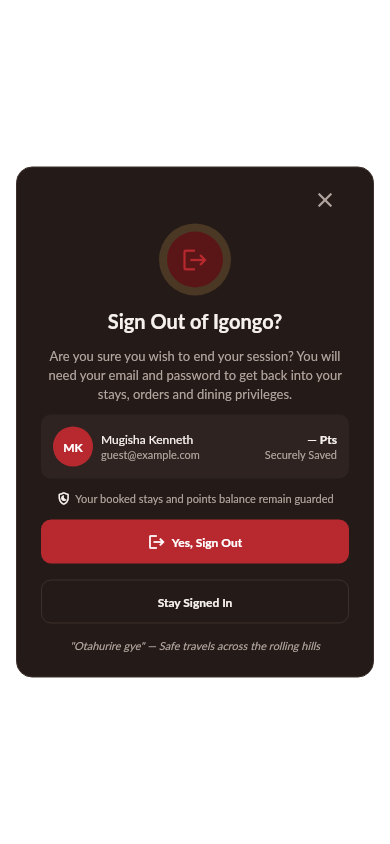 Sign Out of Igongo?
Are you sure you wish to end your session? You will
need your email and password to get back into your
stays, orders and dining privileges.
MK
Mugisha Kenneth
guest@example.com
— Pts
Securely Saved
Your booked stays and points balance remain guarded
Yes, Sign Out
Stay Signed In
"Otahurire gye" — Safe travels across the rolling hills